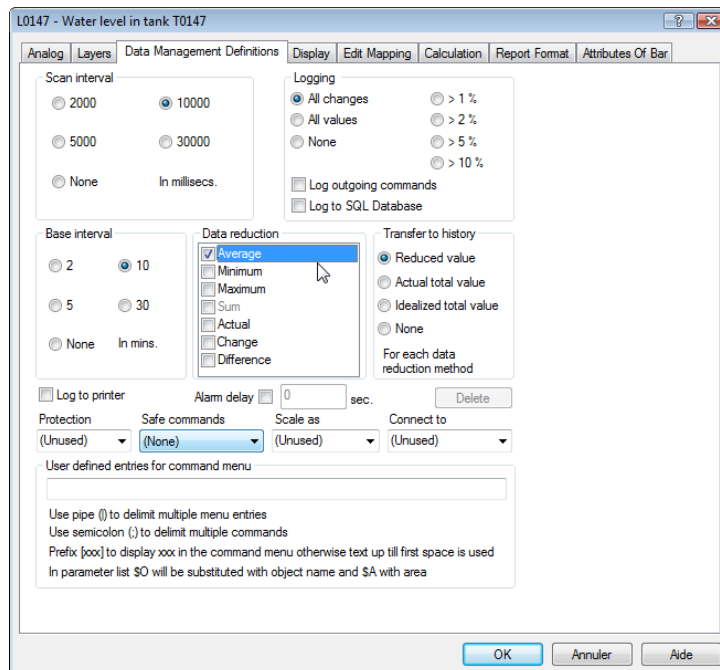 L0147 - Water level in tank T0147
Analog Layers Data Management Definitions Display Edit Mapping Calculation Report Format Attributes Of Bar
Scan interval
2000 10000
5000 30000
None In millisecs.
Logging
All changes > 1 %
All values > 2 %
None > 5 %
> 10 %
Log outgoing commands
Log to SQL Database
Base interval
2 10
5 30
None In mins.
Data reduction
Average
Minimum
Maximum
Sum
Actual
Change
Difference
Transfer to history
Reduced value
Actual total value
Idealized total value
None
For each data
reduction method
Log to printer Alarm delay 0 sec. Delete
Protection Safe commands Scale as Connect to
(Unused) (None) (Unused) (Unused)
User defined entries for command menu
Use pipe (|) to delimit multiple menu entries
Use semicolon (;) to delimit multiple commands
Prefix [xxx] to display xxx in the command menu otherwise text up till first space is used
In parameter list $O will be substituted with object name and $A with area
OK Annuler Aide